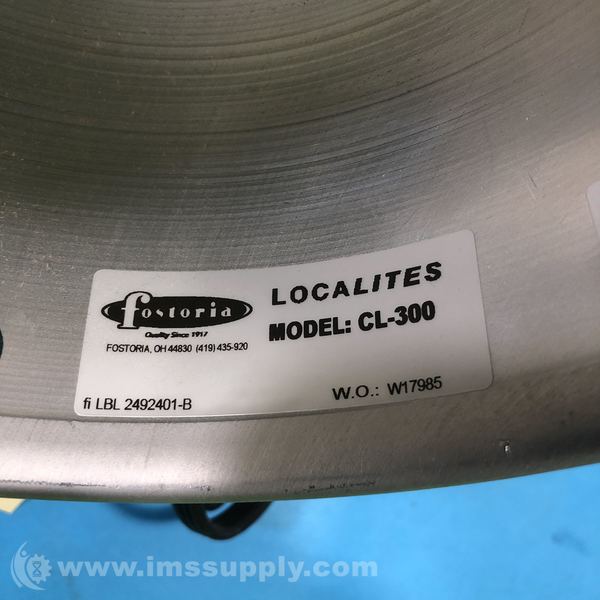 fostoria
Quality Since 1917
FOSTORIA, OH 44830 (419) 435-920
LOCALITES
MODEL: CL-300
fi LBL 2492401-B
W.O.: W17985
www.imssupply.com